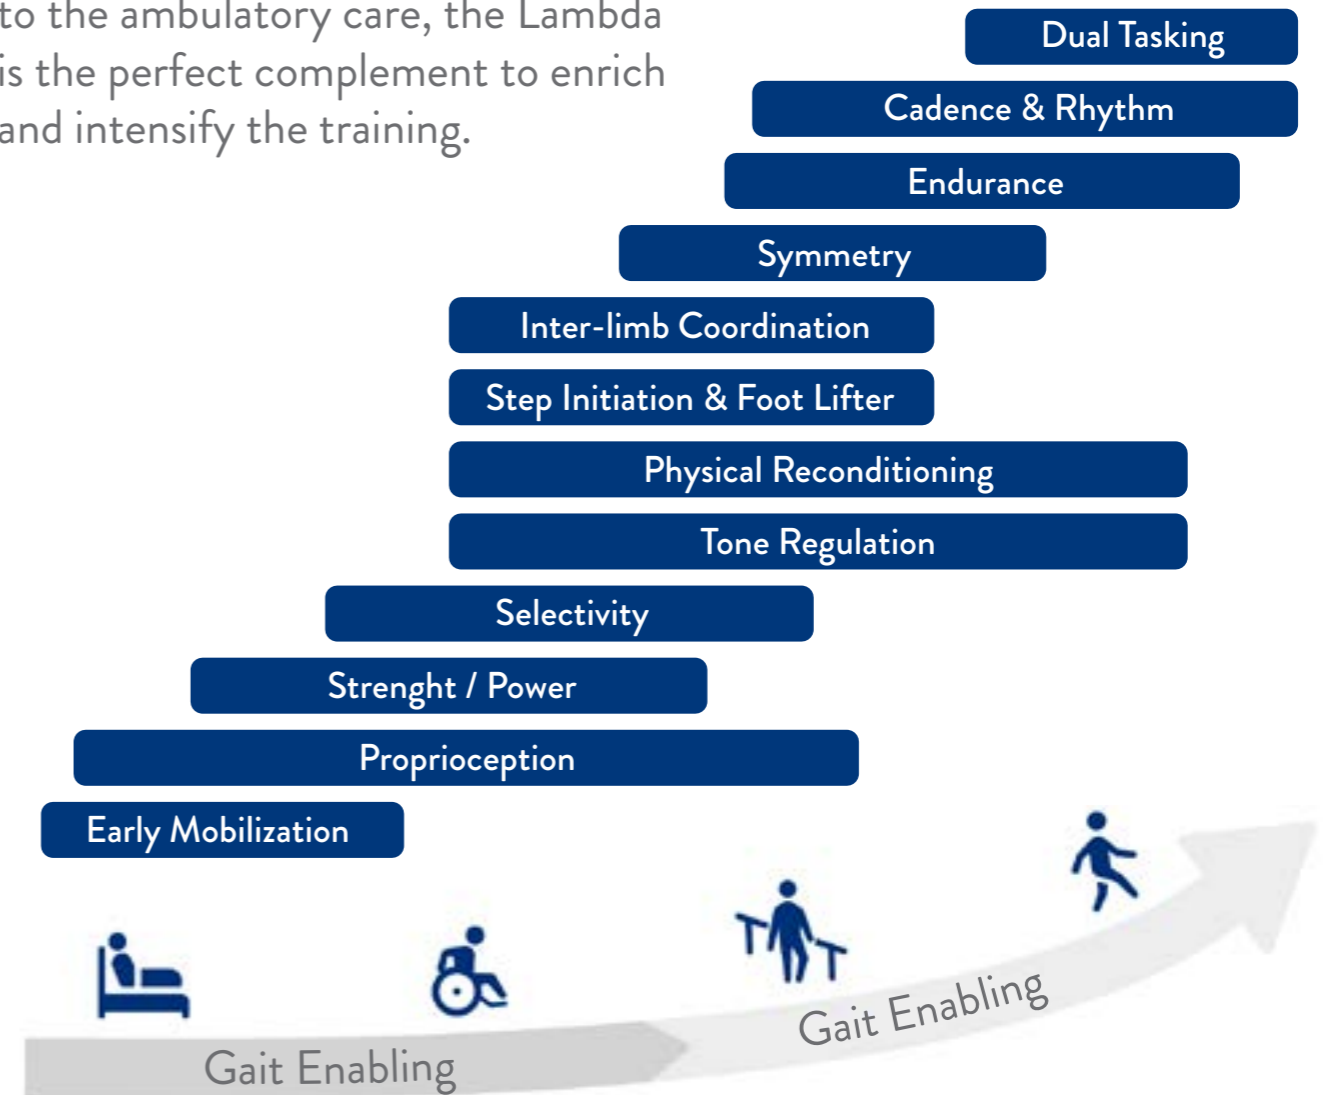 to the ambulatory care, the Lambda
is the perfect complement to enrich
and intensify the training.
Dual Tasking
Cadence & Rhythm
Endurance
Symmetry
Inter-limb Coordination
Step Initiation & Foot Lifter
Physical Reconditioning
Tone Regulation
Selectivity
Strenght / Power
Proprioception
Early Mobilization
Gait Enabling
Gait Enabling